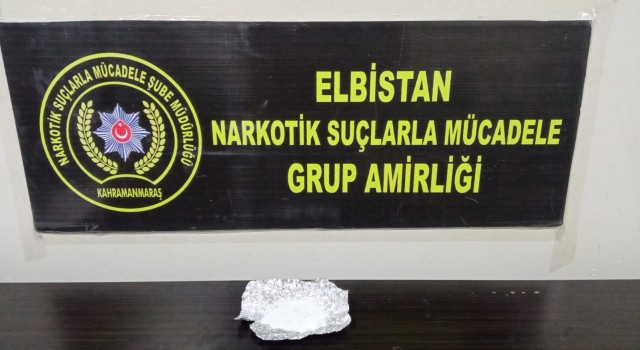 NARKOTİK SUÇLARLA MÜCADELE ŞUBE MÜDÜRLÜĞÜ
KAHRAMANMARAŞ
ELBİSTAN
NARKOTİK SUÇLARLA MÜCADELE
GRUP AMİRLİĞİ